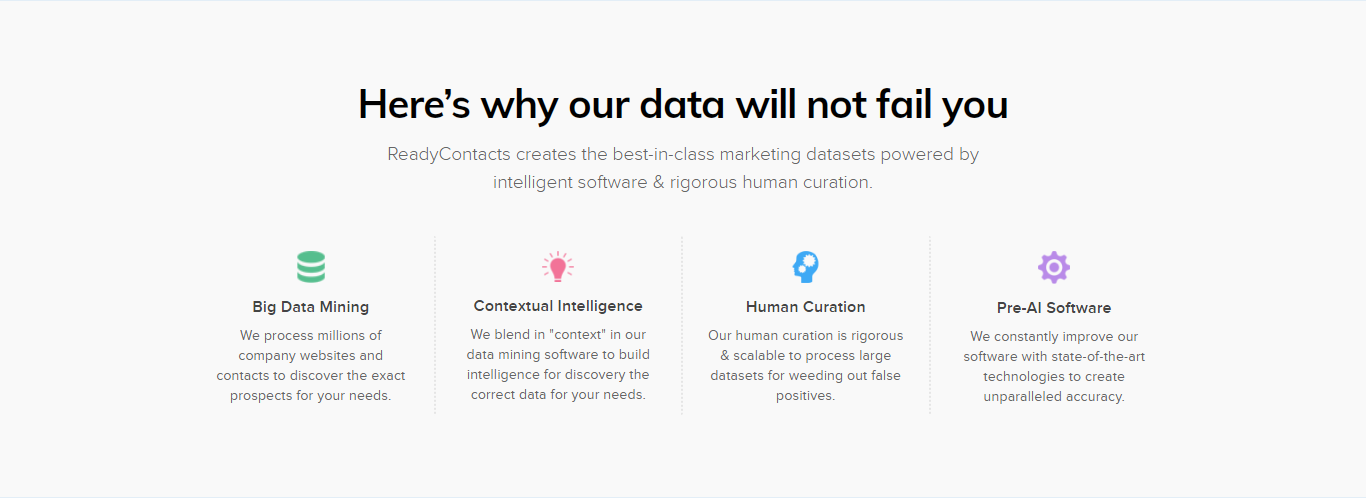 Here’s why our data will not fail you
ReadyContacts creates the best-in-class marketing datasets powered by
intelligent software & rigorous human curation.
Big Data Mining
We process millions of
company websites and
contacts to discover the exact
prospects for your needs.
Contextual Intelligence
We blend in "context" in our
data mining software to build
intelligence for discovery the
correct data for your needs.
Human Curation
Our human curation is rigorous
& scalable to process large
datasets for weeding out false
positives.
Pre-AI Software
We constantly improve our
software with state-of-the-art
technologies to create
unparalleled accuracy.